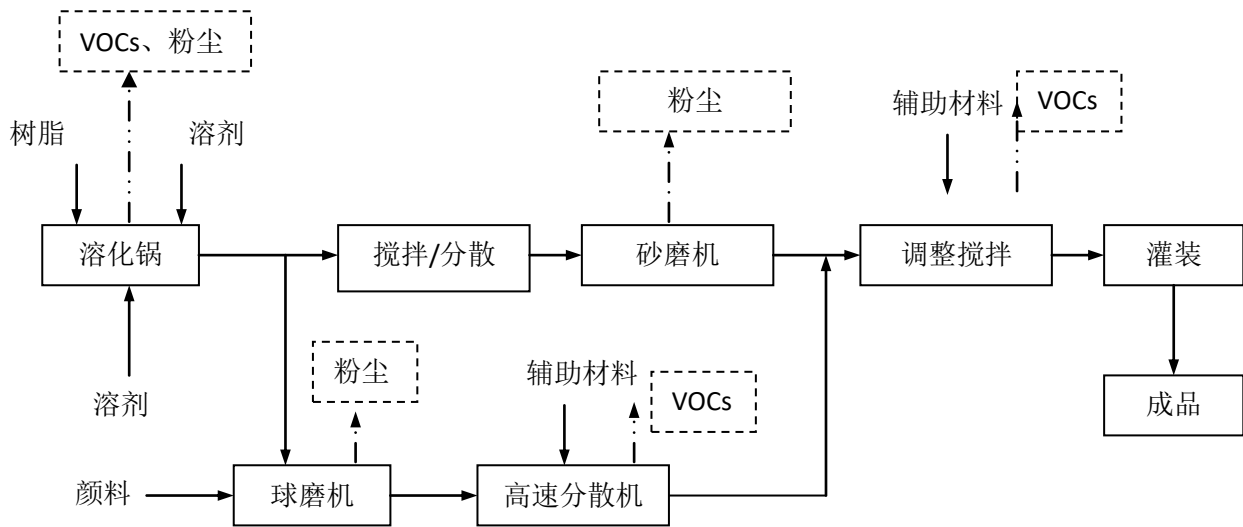 VOCs、粉尘
粉尘
辅助材料
VOCs
树脂
溶剂
溶化锅
搅拌/分散
砂磨机
调整搅拌
灌装
溶剂
粉尘
辅助材料
VOCs
成品
颜料
球磨机
高速分散机